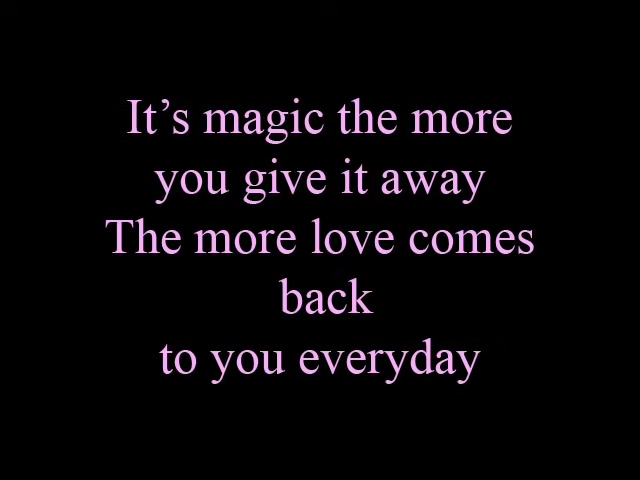 It’s magic the more
you give it away
The more love comes
back
to you everyday